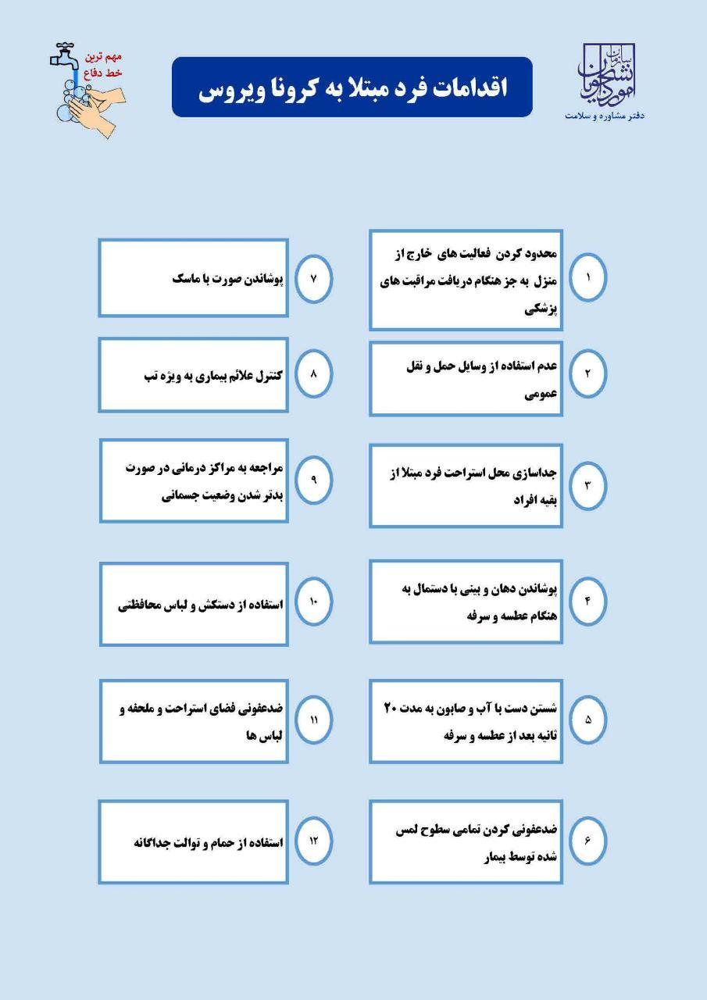 مهم ترین
خط دفاع
اقدامات فرد مبتلا به کرونا ویروس
سازمان
امور دانشجویان
دفتر مشاوره و سلامت
۱
محدود کردن فعالیت های خارج از
منزل به جز هنگام دریافت مراقبت های
پزشکی
۲
عدم استفاده از وسایل حمل و نقل
عمومی
۳
جداسازی محل استراحت فرد مبتلا از
بقیه افراد
۴
پوشاندن دهان و بینی با دستمال به
هنگام عطسه و سرفه
۵
شستن دست با آب و صابون به مدت ۲۰
ثانیه بعد از عطسه و سرفه
۶
ضدعفونی کردن تمامی سطوح لمس
شده توسط بیمار
۷
پوشاندن صورت با ماسک
۸
کنترل علائم بیماری به ویژه تب
۹
مراجعه به مراکز درمانی در صورت
بدتر شدن وضعیت جسمانی
۱۰
استفاده از دستکش و لباس محافظتی
۱۱
ضدعفونی فضای استراحت و ملحفه و
لباس ها
۱۲
استفاده از حمام و توالت جداگانه